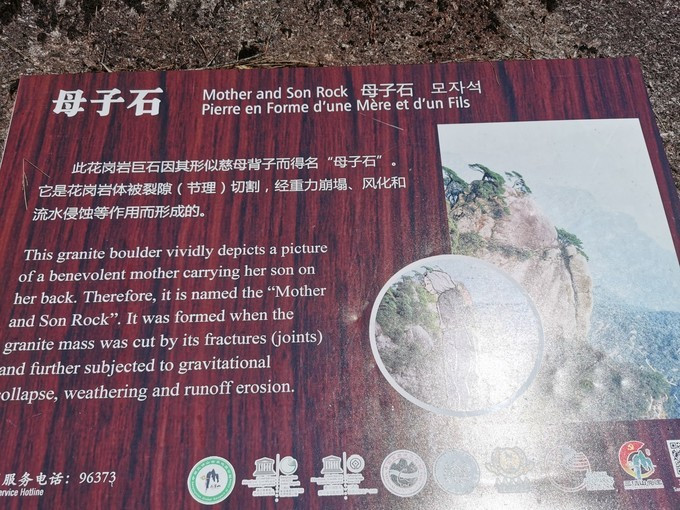 母子石
Mother and Son Rock 母子石 모자석
Pierre en Forme d'une Mère et d'un Fils
此花岗岩巨石因其形似慈母背子而得名“母子石”。
它是花岗岩体被裂隙（节理）切割，经重力崩塌、风化和
流水侵蚀等作用而形成的。
This granite boulder vividly depicts a picture
of a benevolent mother carrying her son on
her back. Therefore, it is named the “Mother
and Son Rock”. It was formed when the
granite mass was cut by its fractures (joints)
and further subjected to gravitational
collapse, weathering and runoff erosion.
服务电话：96373
Service Hotline